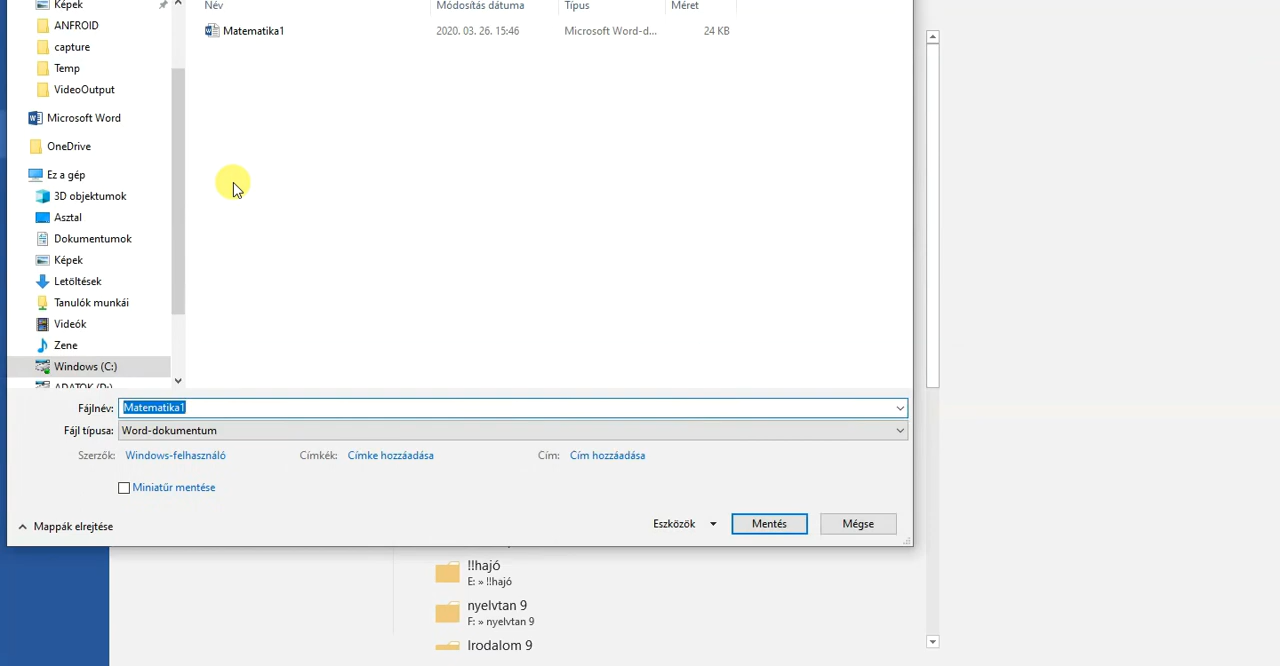 Képek
Név Módosítás dátuma Típus Méret
ANFROID
Matematika1 2020. 03. 26. 15:46 Microsoft Word-d... 24 KB
capture
Temp
VideoOutput
Microsoft Word
OneDrive
Ez a gép
3D objektumok
Asztal
Dokumentumok
Képek
Letöltések
Tanulók munkái
Videók
Zene
Windows (C:)
ADATOK (D:)
Fájlnév: Matematika1
Fájl típusa: Word-dokumentum
Szerzők: Windows-felhasználó Címkék: Címke hozzáadása Cím: Cím hozzáadása
Miniatűr mentése
Mappák elrejtése Eszközök Mentés Mégse
!!hajó
E: » !!hajó
nyelvtan 9
F: » nyelvtan 9
Irodalom 9